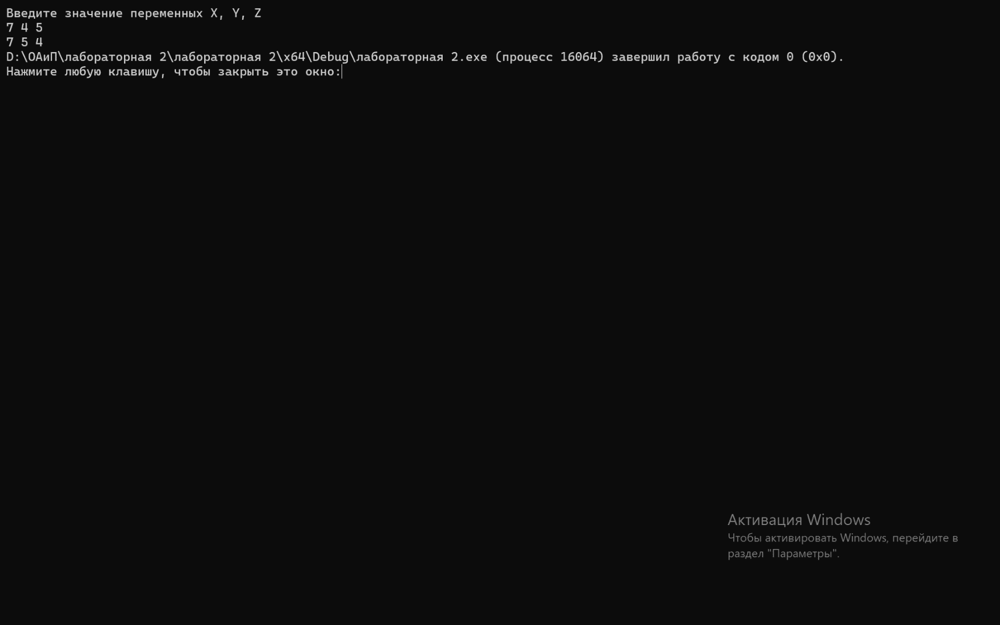 Введите значение переменных X, Y, Z
7 4 5
7 5 4
D:\ОАиП\лабораторная 2\лабораторная 2\x64\Debug\лабораторная 2.exe (процесс 16064) завершил работу с кодом 0 (0x0).
Нажмите любую клавишу, чтобы закрыть это окно:
Активация Windows
Чтобы активировать Windows, перейдите в
раздел "Параметры".